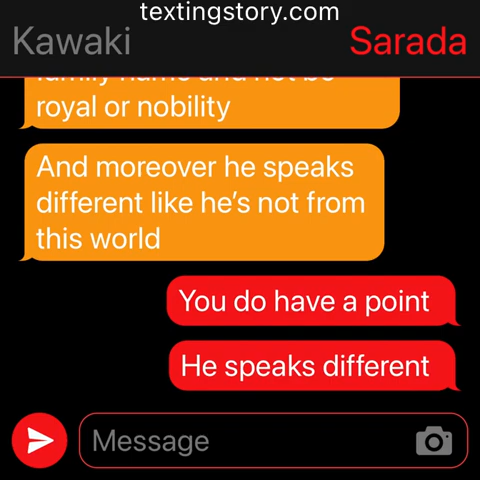 textingstory.com
Kawaki
Sarada
royal or nobility
And moreover he speaks
different like he's not from
this world
You do have a point
He speaks different
Message